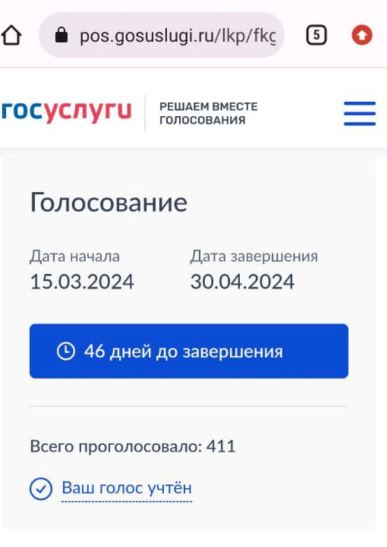 5
pos.gosuslugi.ru/lkp/fkg
госуслуги
РЕШАЕМ ВМЕСТЕ
ГОЛОСОВАНИЯ
Голосование
Дата начала
Дата завершения
15.03.2024
30.04.2024
46 дней до завершения
Всего проголосовало: 411
Ваш голос учтён